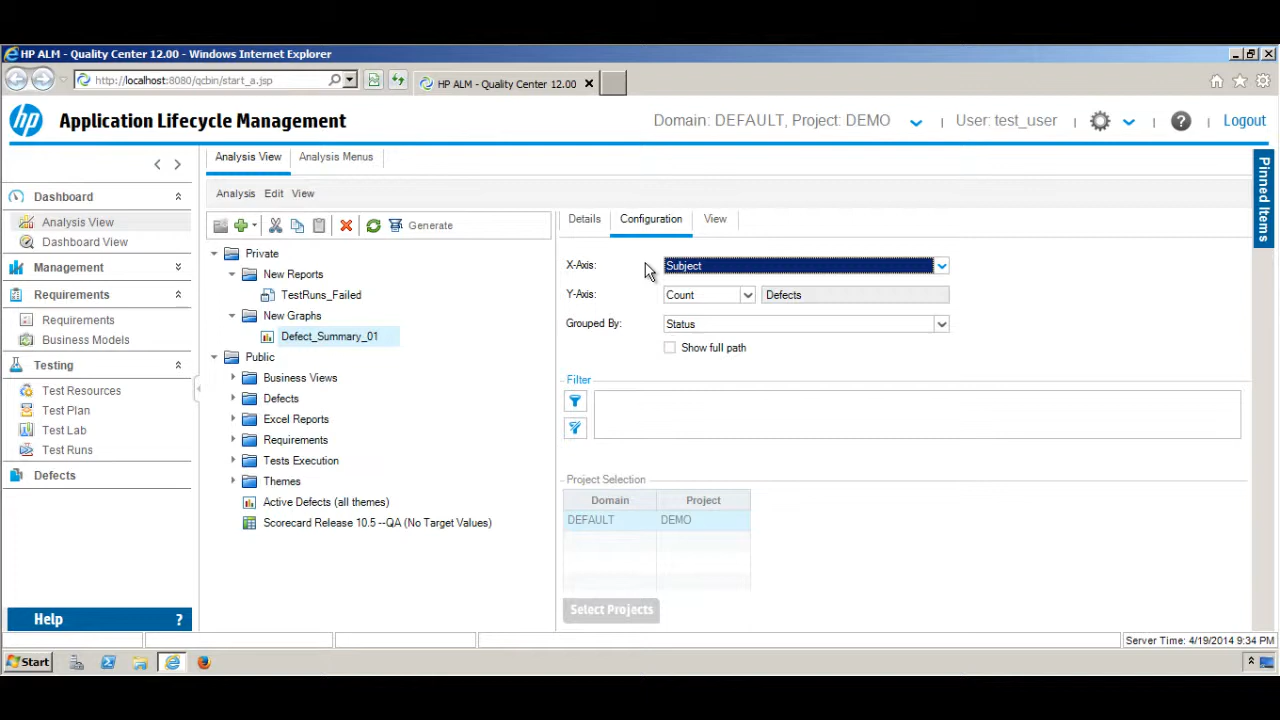 HP ALM - Quality Center 12.00 - Windows Internet Explorer
http://localhost:8080/qcbin/start_a.jsp
HP ALM - Quality Center 12.00
hp
Application Lifecycle Management
Domain: DEFAULT, Project: DEMO
User: test_user
Logout
Pinned Items
Dashboard
Analysis View
Dashboard View
Management
Requirements
Requirements
Business Models
Testing
Test Resources
Test Plan
Test Lab
Test Runs
Defects
Help ?
Analysis View
Analysis Menus
Analysis Edit View
Generate
Private
New Reports
TestRuns_Failed
New Graphs
Defect_Summary_01
Public
Business Views
Defects
Excel Reports
Requirements
Tests Execution
Themes
Active Defects (all themes)
Scorecard Release 10.5 --QA (No Target Values)
Details
Configuration
View
X-Axis: Subject
Y-Axis: Count Defects
Grouped By: Status
Show full path
Filter
Project Selection
Domain Project
DEFAULT DEMO
Select Projects
Server Time: 4/19/2014 9:34 PM
Start